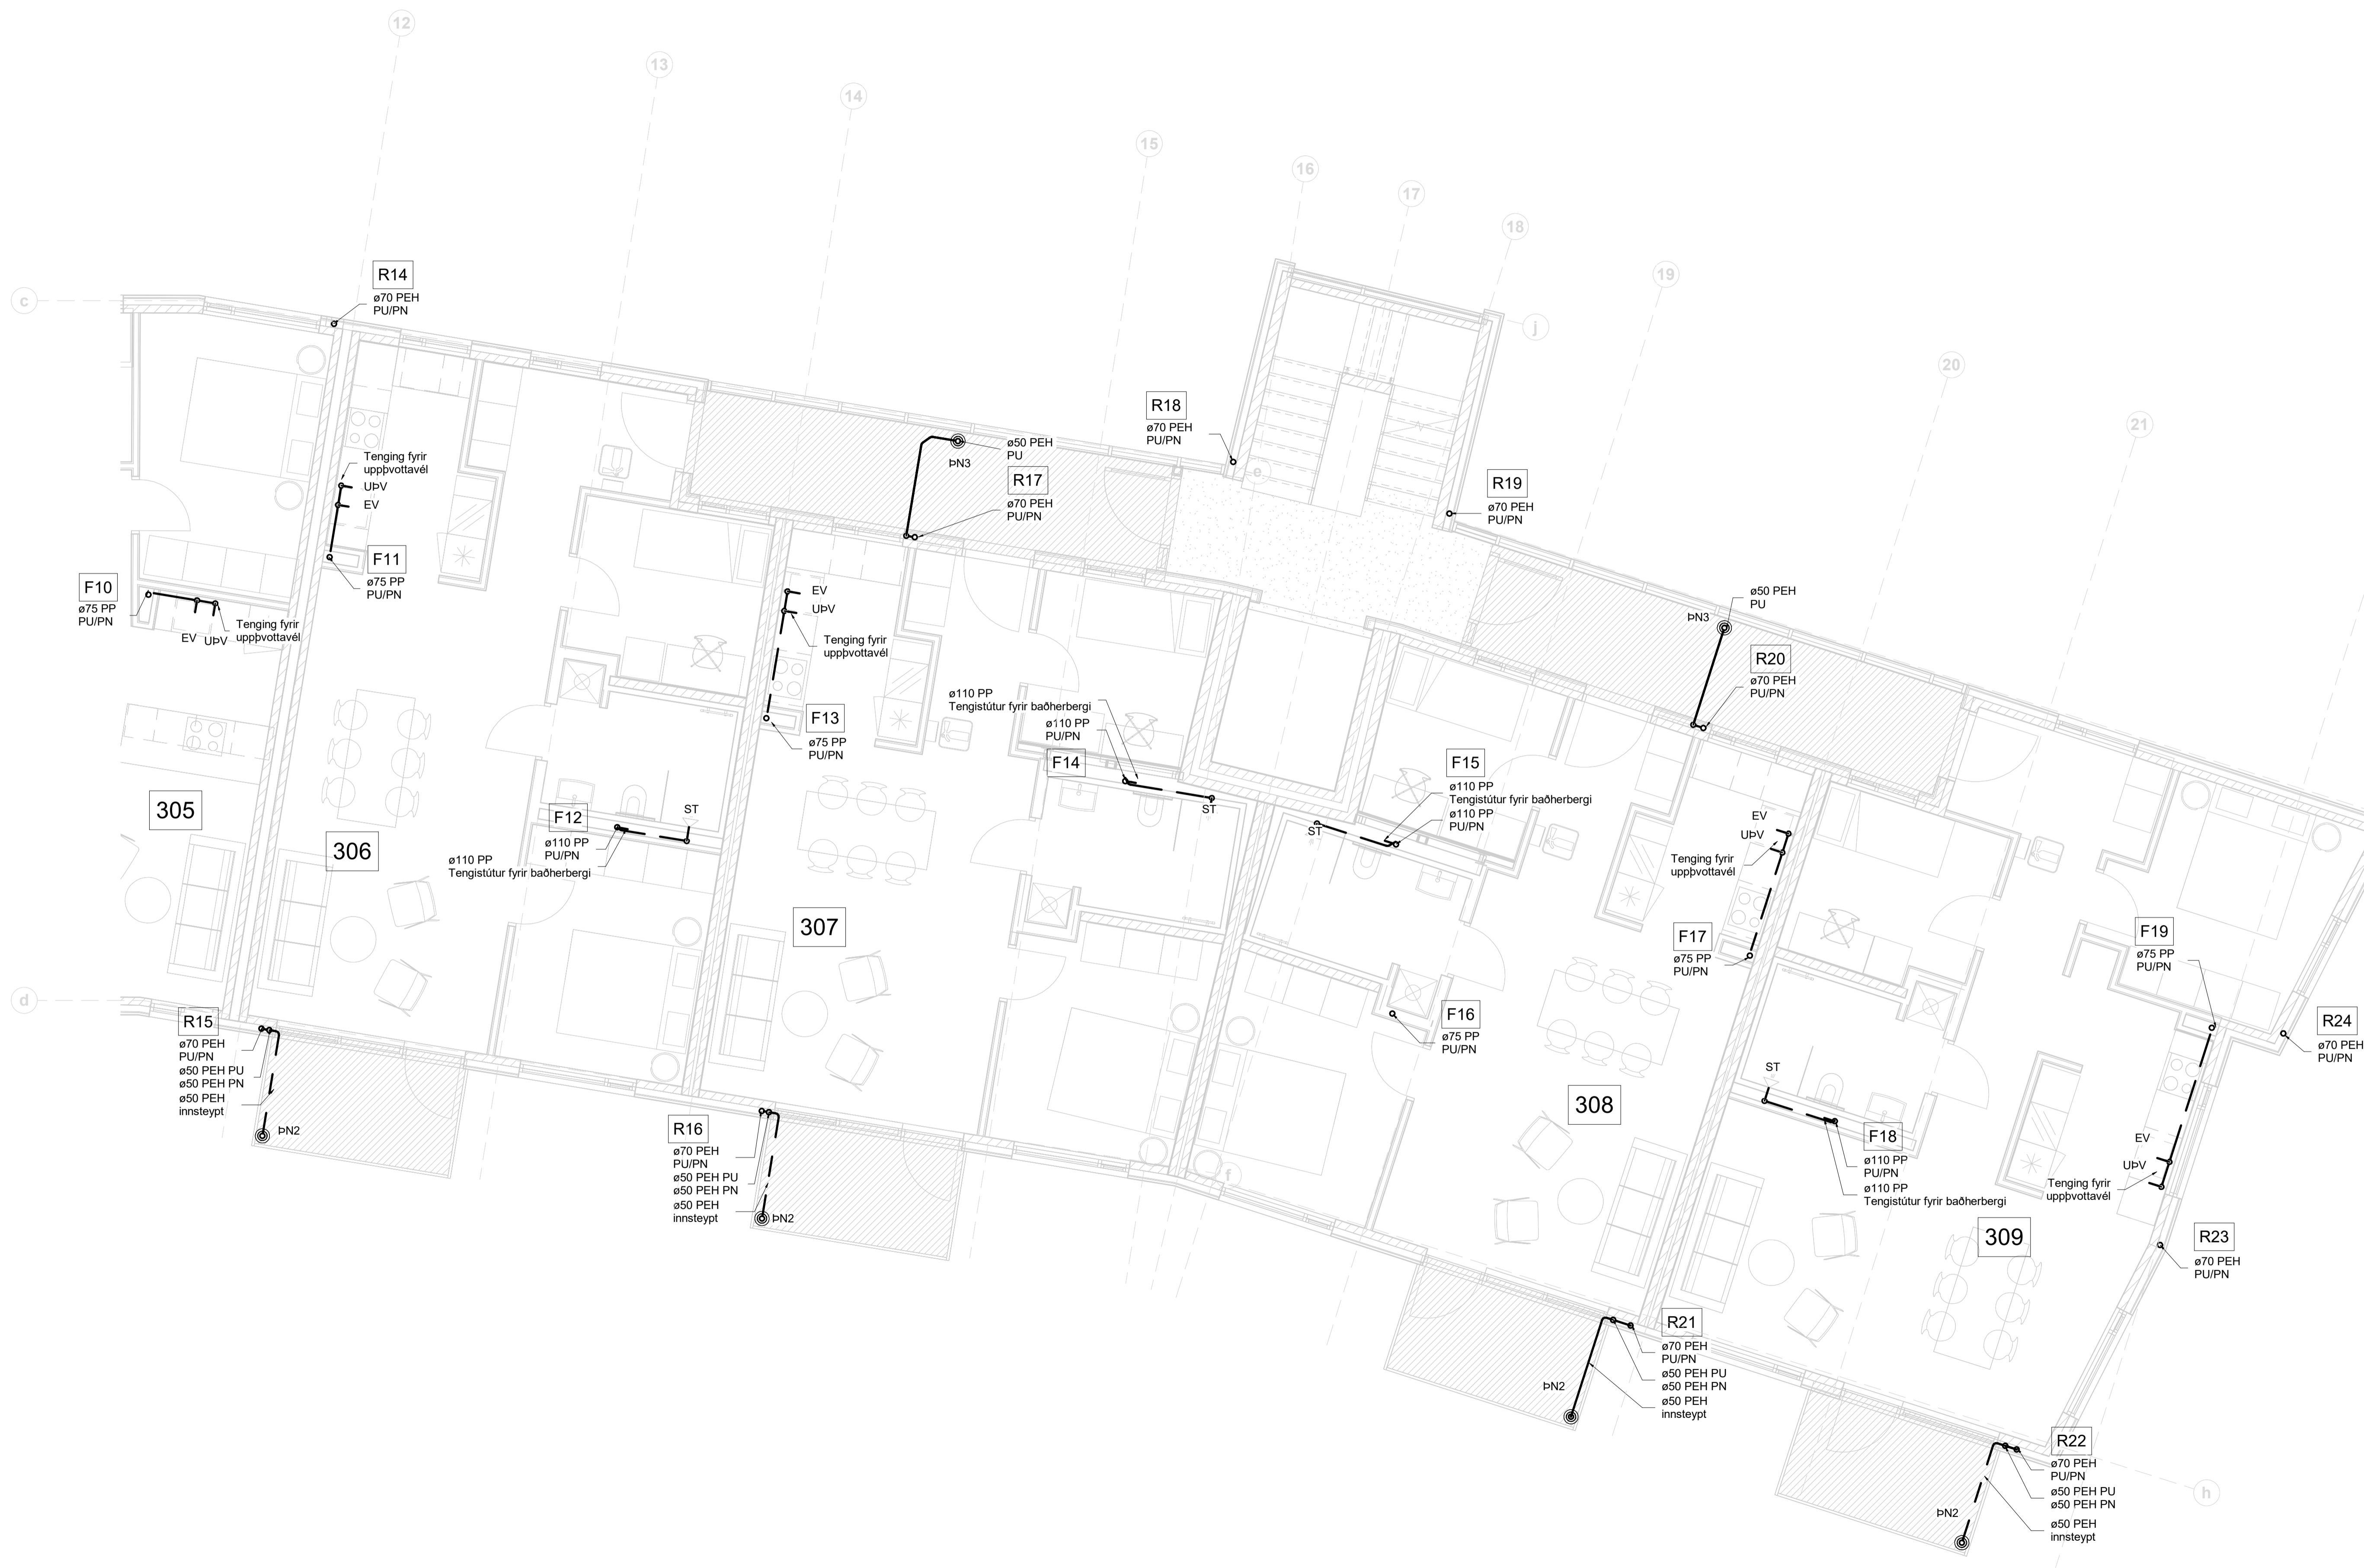 12
13
14
15
16
17
18
19
20
21
c
d
e
f
h
j
R14
ø70 PEH
PU/PN
Tenging fyrir
uppþvottavél
UÞV
EV
F11
ø75 PP
PU/PN
F10
ø75 PP
PU/PN
EV
UÞV
Tenging fyrir
uppþvottavél
305
306
R15
ø70 PEH
PU/PN
ø50 PEH PU
ø50 PEH PN
ø50 PEH
innsteypt
ÞN2
F12
ø110 PP
PU/PN
ø110 PP
Tengistútur fyrir baðherbergi
ST
EV
UÞV
Tenging fyrir
uppþvottavél
F13
ø75 PP
PU/PN
307
R16
ø70 PEH
PU/PN
ø50 PEH PU
ø50 PEH PN
ø50 PEH
innsteypt
ÞN2
ø50 PEH
PU
ÞN3
R17
ø70 PEH
PU/PN
R18
ø70 PEH
PU/PN
R19
ø70 PEH
PU/PN
ø110 PP
Tengistútur fyrir baðherbergi
ø110 PP
PU/PN
F14
ST
F15
ø110 PP
Tengistútur fyrir baðherbergi
ø110 PP
PU/PN
ST
F16
ø75 PP
PU/PN
ø50 PEH
PU
ÞN3
R20
ø70 PEH
PU/PN
EV
UÞV
Tenging fyrir
uppþvottavél
F17
ø75 PP
PU/PN
308
R21
ø70 PEH
PU/PN
ø50 PEH PU
ø50 PEH PN
ø50 PEH
innsteypt
ÞN2
ST
F18
ø110 PP
PU/PN
ø110 PP
Tengistútur fyrir baðherbergi
F19
ø75 PP
PU/PN
EV
UÞV
Tenging fyrir
uppþvottavél
309
R24
ø70 PEH
PU/PN
R23
ø70 PEH
PU/PN
R22
ø70 PEH
PU/PN
ø50 PEH PU
ø50 PEH PN
ø50 PEH
innsteypt
ÞN2